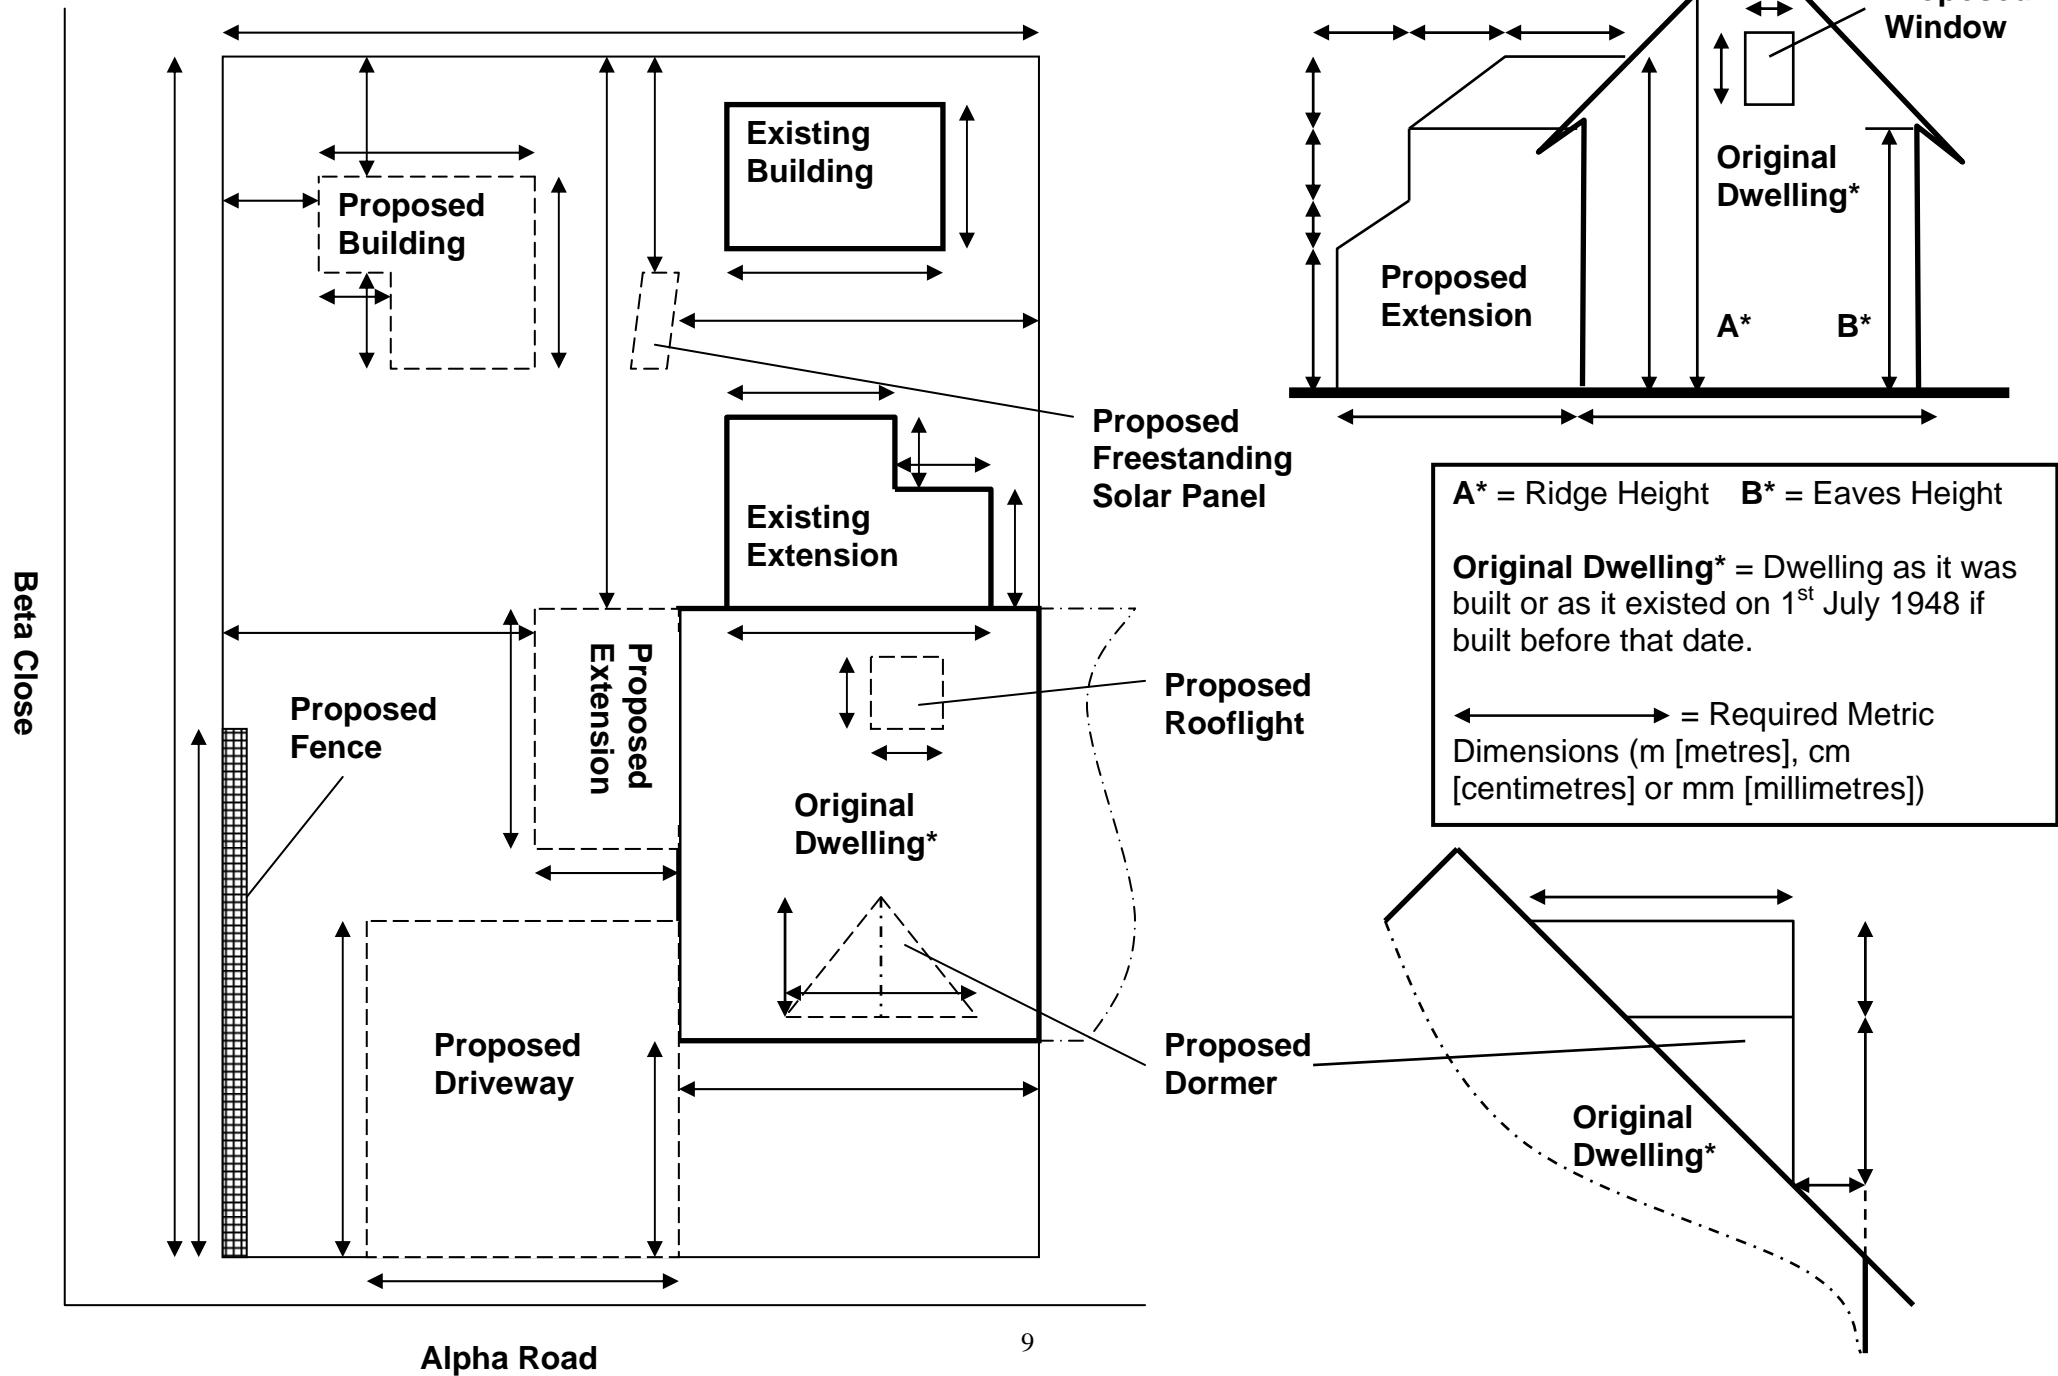 Window
Existing
Building
Proposed
Building
Original
Dwelling*
Proposed
Extension
A*
B*
Proposed
Freestanding
Solar Panel
Existing
Extension
A* = Ridge Height B* = Eaves Height
Original Dwelling* = Dwelling as it was
built or as it existed on 1st July 1948 if
built before that date.
= Required Metric
Dimensions (m [metres], cm
[centimetres] or mm [millimetres])
Beta Close
Proposed
Fence
Proposed
Extension
Proposed
Rooflight
Original
Dwelling*
Proposed
Driveway
Proposed
Dormer
Original
Dwelling*
Alpha Road
9